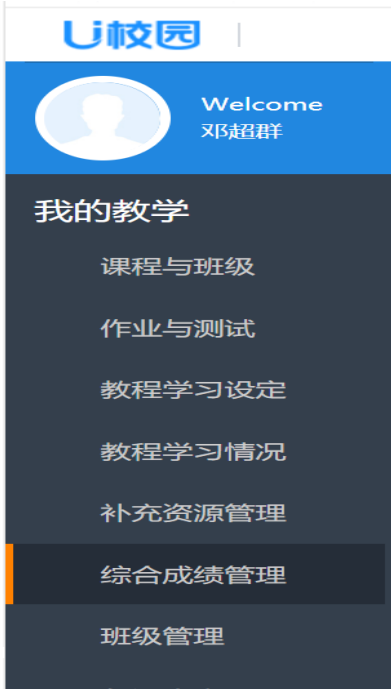 U校园
Welcome
邓超群
我的教学
课程与班级
作业与测试
教程学习设定
教程学习情况
补充资源管理
综合成绩管理
班级管理